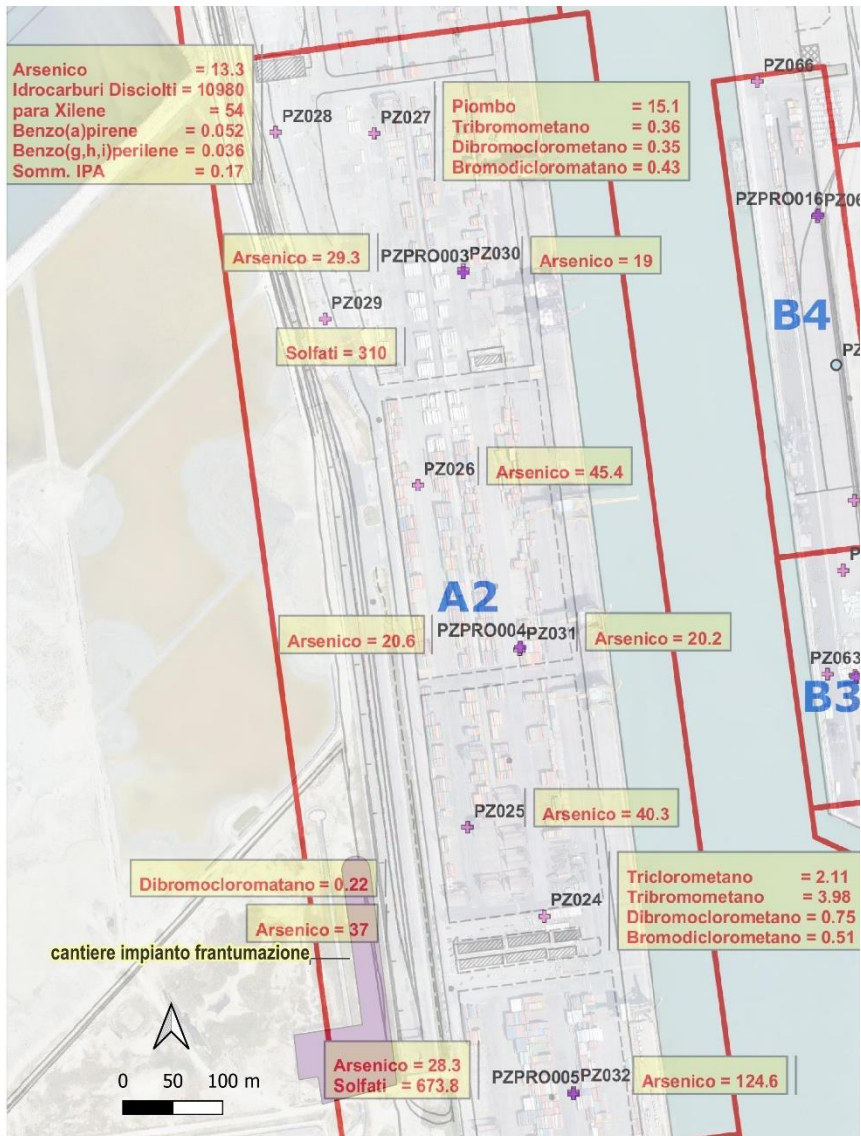 Arsenico = 13.3
Idrocarburi Disciolti = 10980
para Xilene = 54
Benzo(a)pirene = 0.052
Benzo(g,h,i)perilene = 0.036
Somm. IPA = 0.17
PZ028
PZ027
Piombo = 15.1
Tribromometano = 0.36
Dibromoclorometano = 0.35
Bromodicloromatano = 0.43
PZ066
PZPRO016
Arsenico = 29.3
PZPRO003
PZ030
Arsenico = 19
PZ029
B4
Solfati = 310
PZ026
Arsenico = 45.4
A2
Arsenico = 20.6
PZPRO004
PZ031
Arsenico = 20.2
PZ063
B3
PZ025
Arsenico = 40.3
Dibromocloromatano = 0.22
PZ024
Triclorometano = 2.11
Tribromometano = 3.98
Dibromoclorometano = 0.75
Bromodiclorometano = 0.51
Arsenico = 37
cantiere impianto frantumazione
0 50 100 m
Arsenico = 28.3
Solfati = 673.8
PZPRO005
PZ032
Arsenico = 124.6